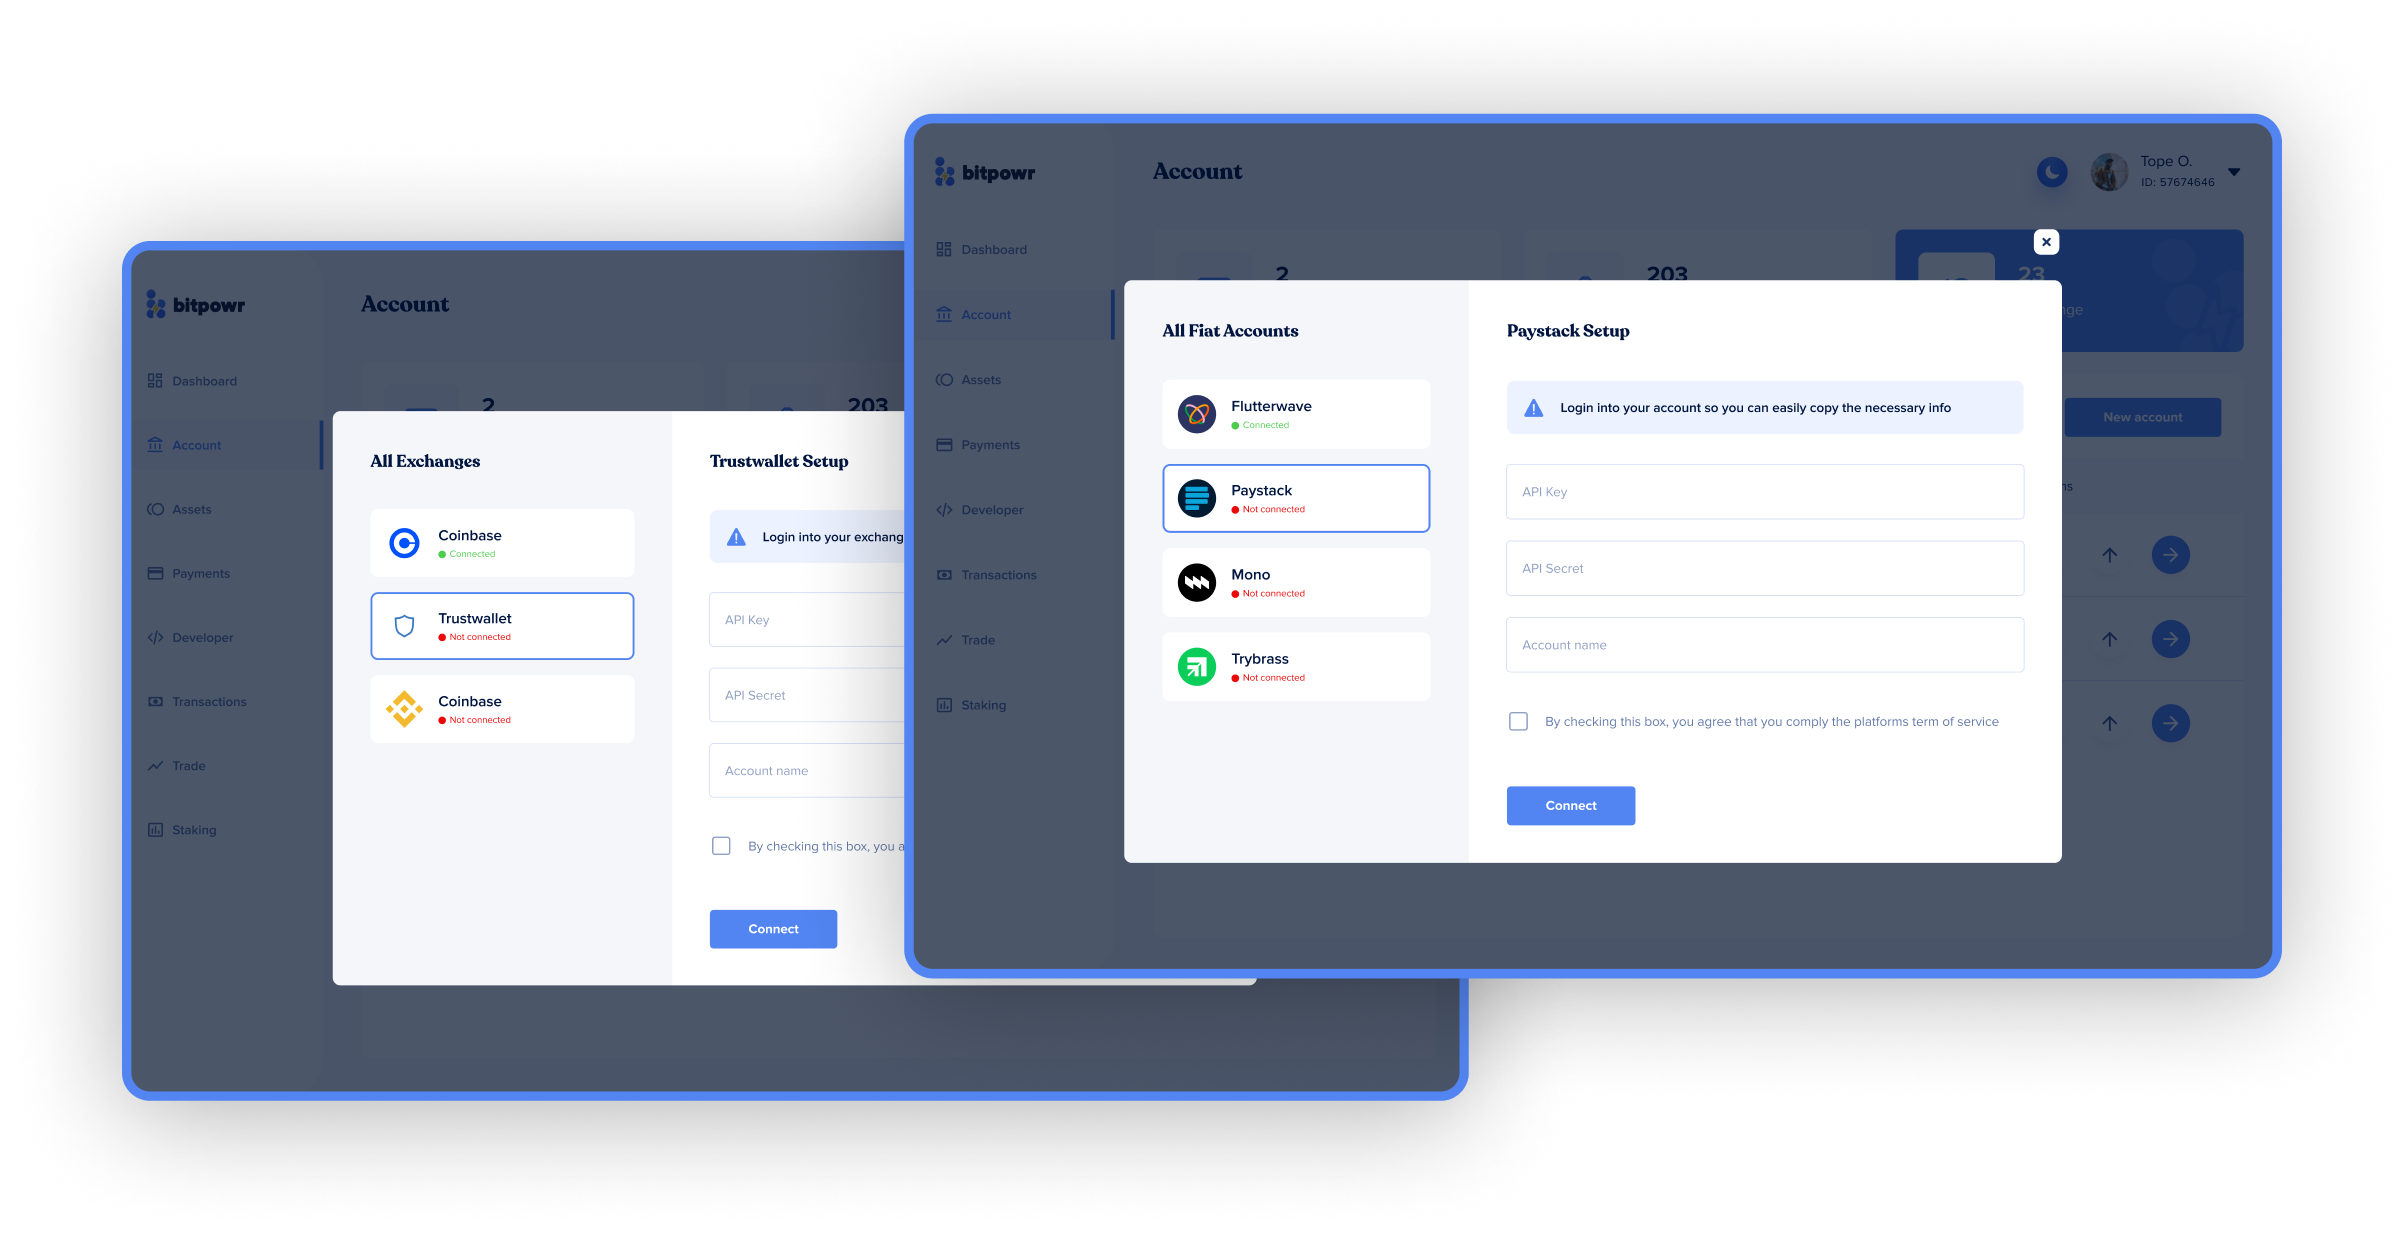 bitpowr
Account
Dashboard
Account
Assets
Payments
Developer
Transactions
Trade
Staking
2
203
All Exchanges
Coinbase
Connected
Trustwallet
Not connected
Coinbase
Not connected
Trustwallet Setup
Login into your exchang
API Key
API Secret
Account name
By checking this box, you a
Connect
bitpowr
Account
Tope O.
ID: 57674646
Dashboard
Account
Assets
Payments
Developer
Transactions
Trade
Staking
2
203
23
nge
New account
ns
All Fiat Accounts
Flutterwave
Connected
Paystack
Not connected
Mono
Not connected
Trybrass
Not connected
Paystack Setup
Login into your account so you can easily copy the necessary info
API Key
API Secret
Account name
By checking this box, you agree that you comply the platforms term of service
Connect